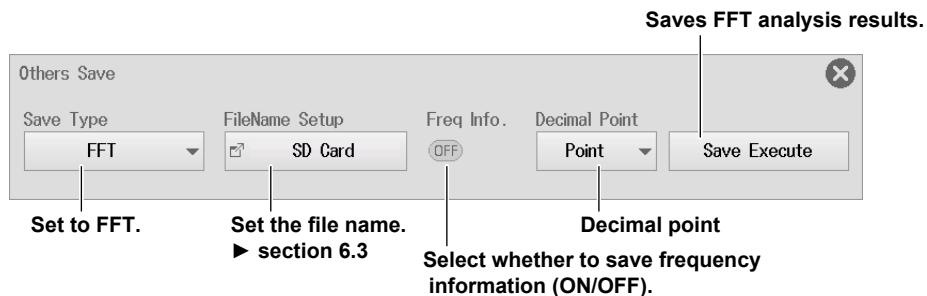 Saves FFT analysis results.
Others Save
Save Type
FileName Setup
Freq Info.
Decimal Point
FFT
SD Card
OFF
Point
Save Execute
Set to FFT.
Set the file name.
► section 6.3
Decimal point
Select whether to save frequency
information (ON/OFF).